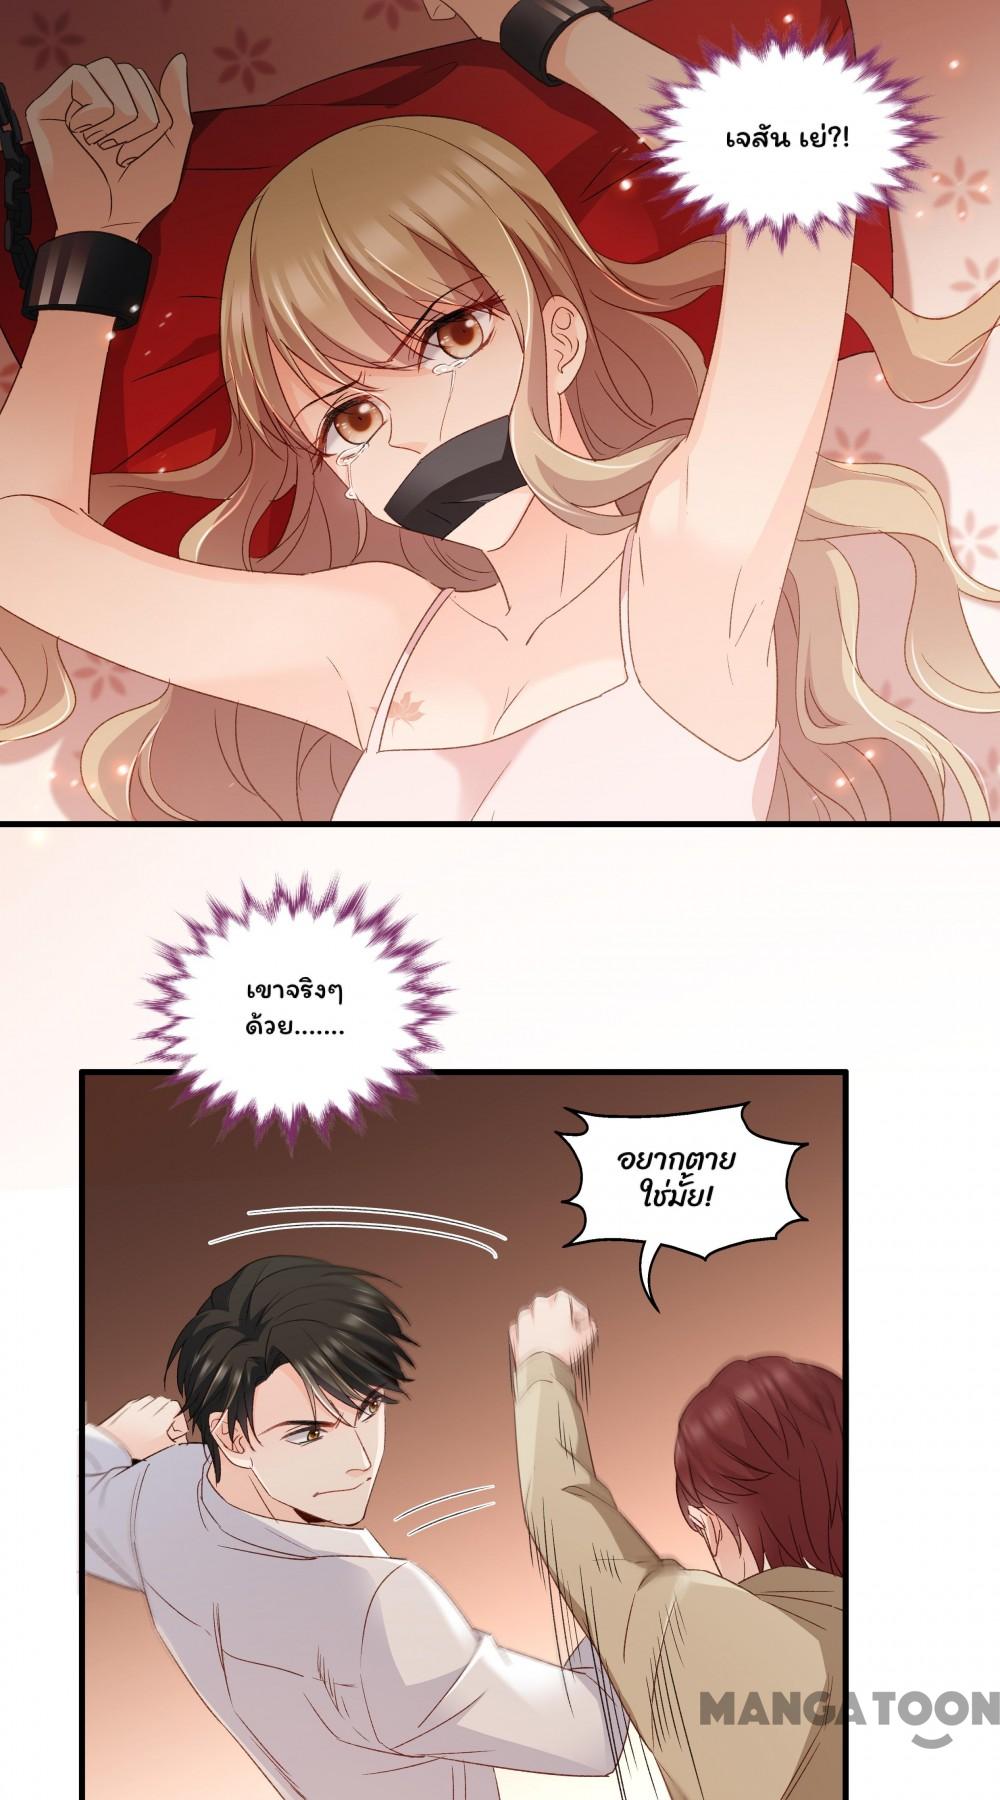 เจสัน เย่?!
เขาจริงๆ
ด้วย.......
อยากตาย
ใช่มั้ย!
MANGATOON